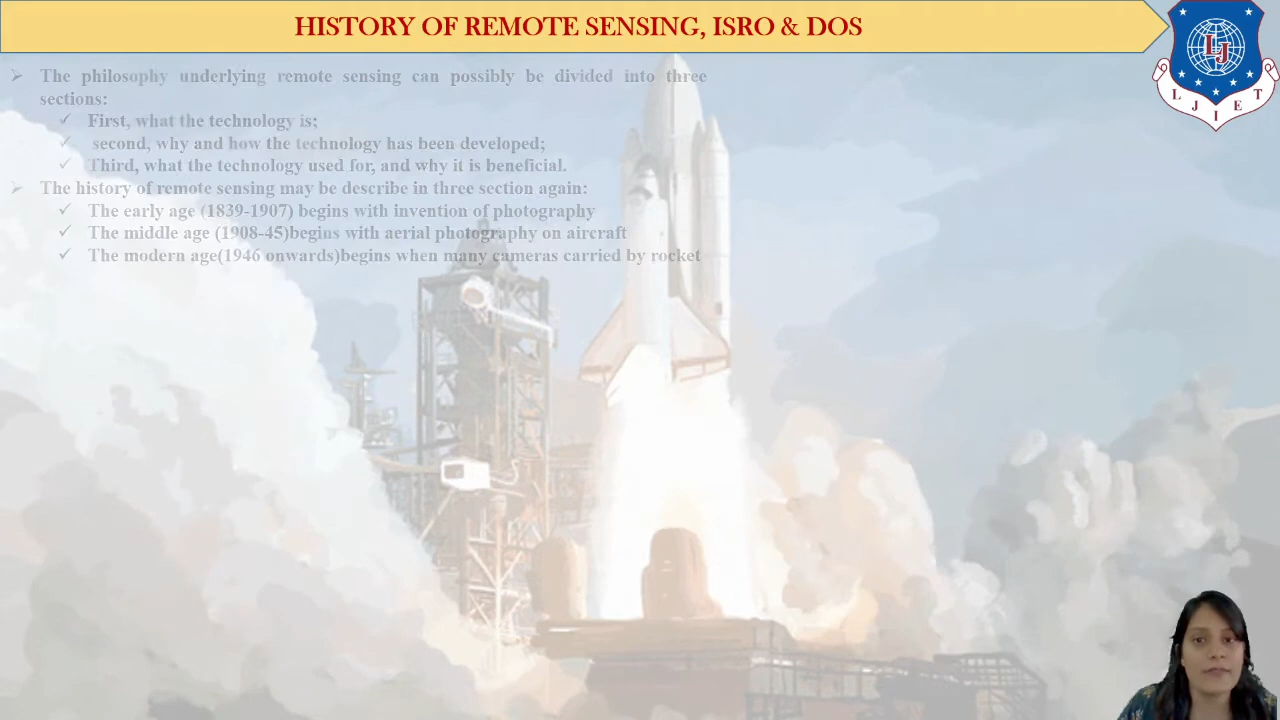 HISTORY OF REMOTE SENSING, ISRO & DOS
➢ The philosophy underlying remote sensing can possibly be divided into three
sections:
✓ First, what the technology is;
✓ second, why and how the technology has been developed;
✓ Third, what the technology used for, and why it is beneficial.
➢ The history of remote sensing may be describe in three section again:
✓ The early age (1839-1907) begins with invention of photography
✓ The middle age (1908-45)begins with aerial photography on aircraft
✓ The modern age(1946 onwards)begins when many cameras carried by rocket
LJ
L J I E T